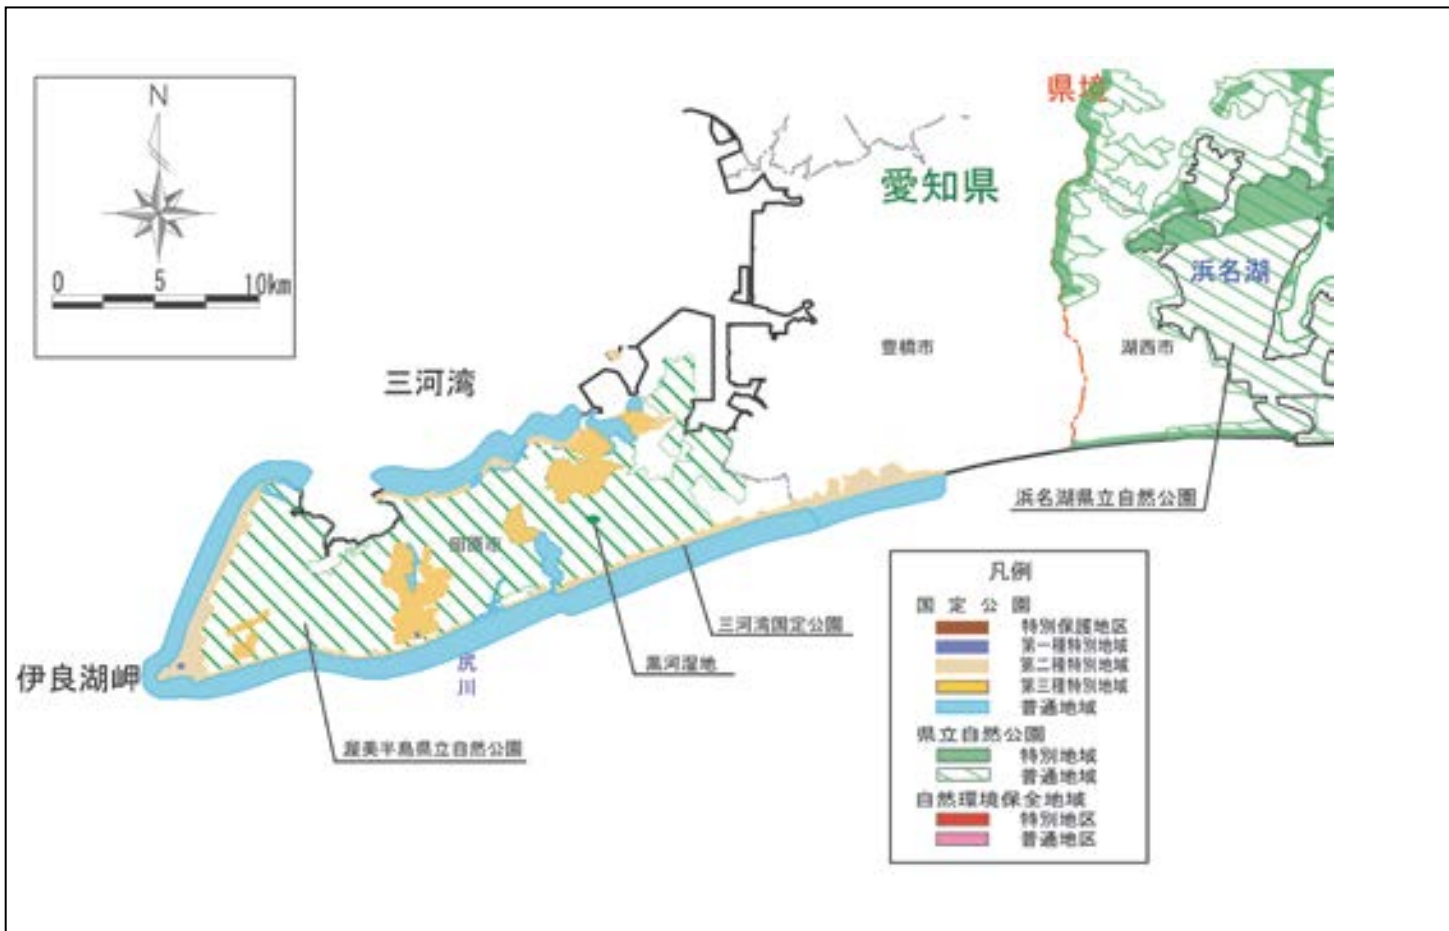 N
0 5 10km
県境
愛知県
浜名湖
豊橋市
湖西市
三河湾
田原市
浜名湖県立自然公園
三河湾国定公園
黒河湿地
尻川
伊良湖岬
渥美半島県立自然公園
凡例
国定公園
特別保護地区
第一種特別地域
第二種特別地域
第三種特別地域
普通地域
県立自然公園
特別地域
普通地域
自然環境保全地域
特別地区
普通地区